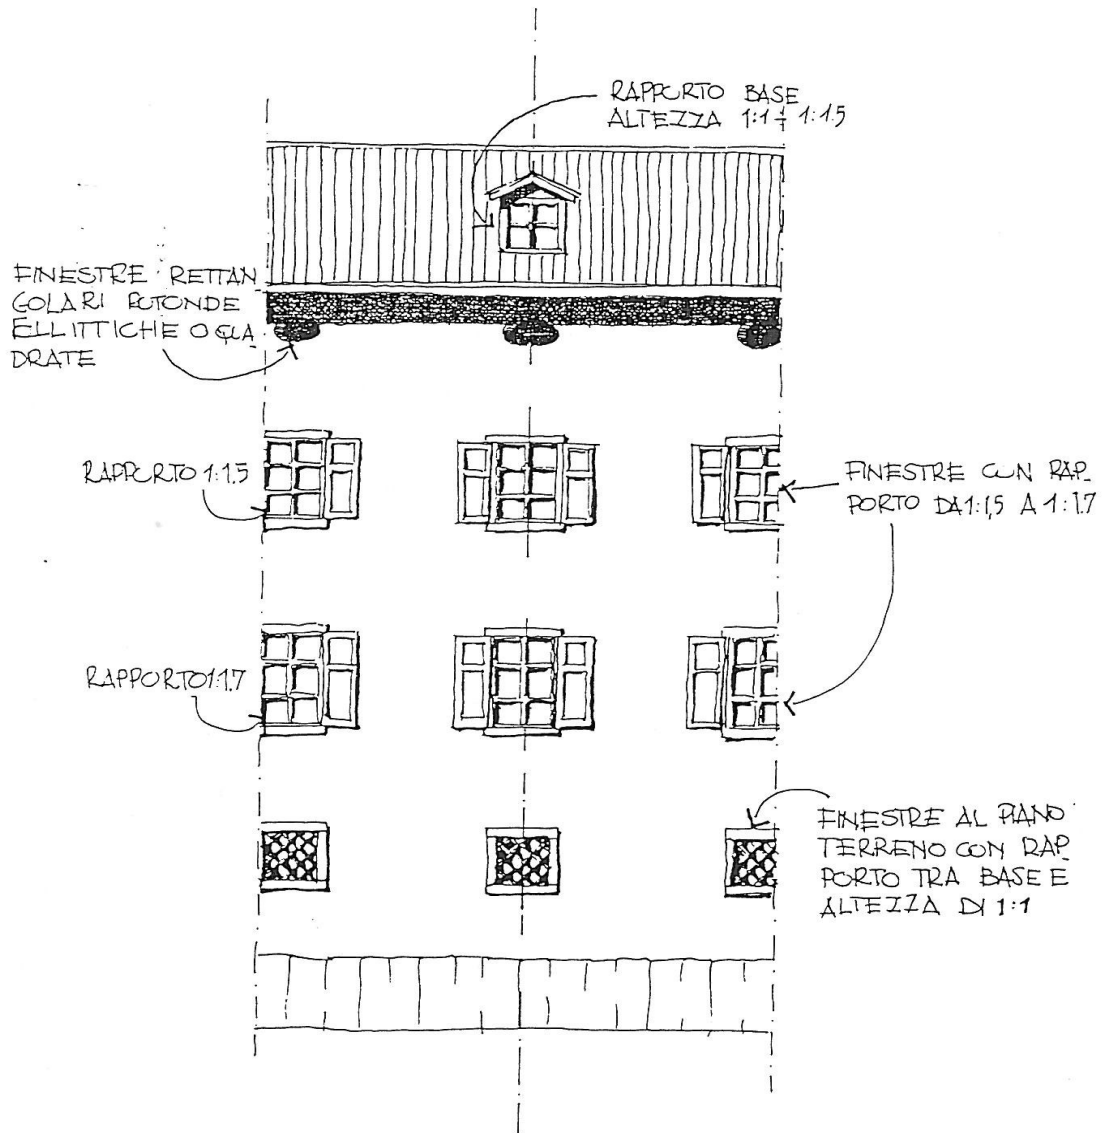 RAPPORTO BASE
ALTEZZA 1:1 ÷ 1:1.5
FINESTRE RETTAN
GOLARI ROTONDE
ELLITTICHE O QUA
DRATE
RAPPORTO 1:1.5
FINESTRE CON RAP-
PORTO DA 1:1,5 A 1:1.7
RAPPORTO 1:1.7
FINESTRE AL PIANO
TERRENO CON RAP-
PORTO TRA BASE E
ALTEZZA DI 1:1